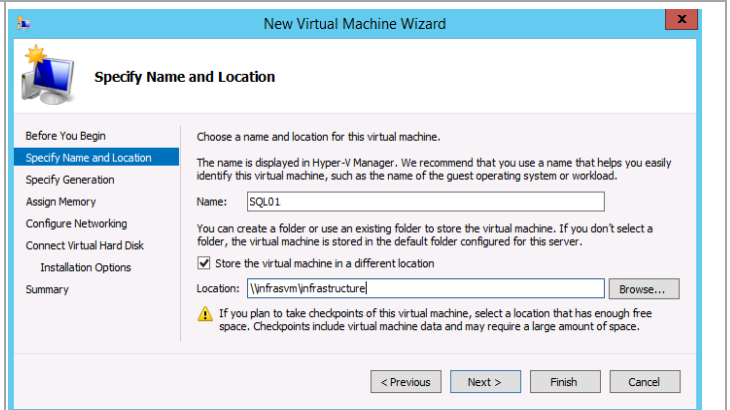 New Virtual Machine Wizard
x
Specify Name and Location
Before You Begin
Specify Name and Location
Specify Generation
Assign Memory
Configure Networking
Connect Virtual Hard Disk
Installation Options
Summary
Choose a name and location for this virtual machine.
The name is displayed in Hyper-V Manager. We recommend that you use a name that helps you easily
identify this virtual machine, such as the name of the guest operating system or workload.
Name: SQL01
You can create a folder or use an existing folder to store the virtual machine. If you don't select a
folder, the virtual machine is stored in the default folder configured for this server.
Store the virtual machine in a different location
Location: \\infrasvm\infrastructure Browse...
If you plan to take checkpoints of this virtual machine, select a location that has enough free
space. Checkpoints include virtual machine data and may require a large amount of space.
< Previous Next > Finish Cancel